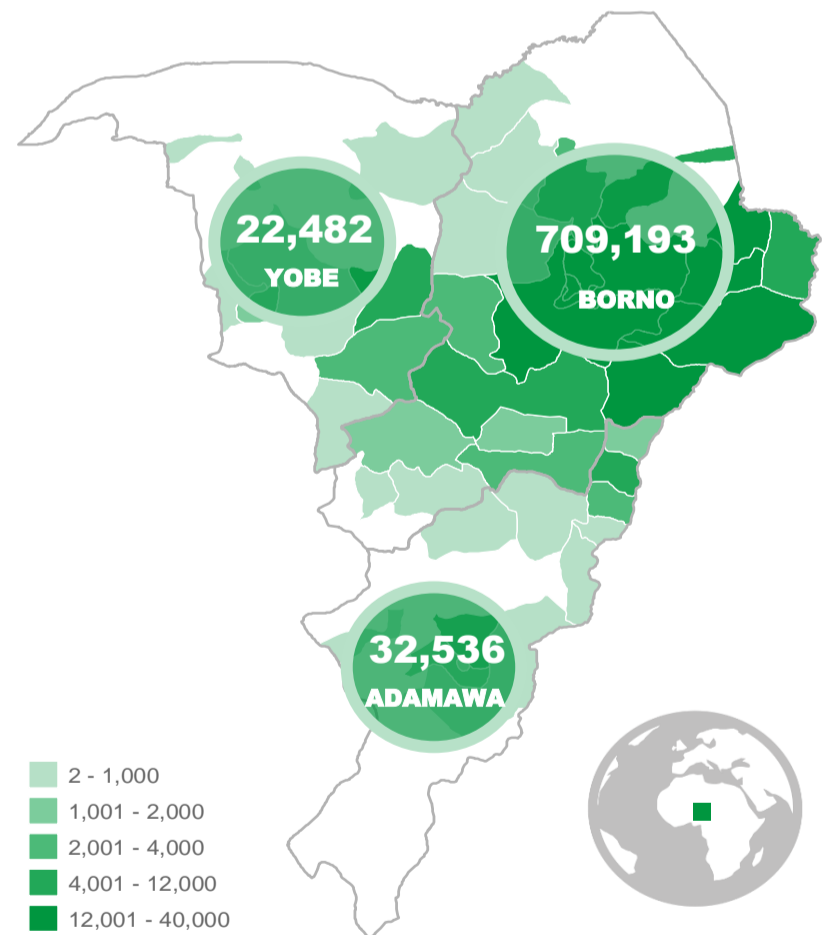 22,482
YOBE
709,193
BORNO
32,536
ADAMAWA
2 - 1,000
1,001 - 2,000
2,001 - 4,000
4,001 - 12,000
12,001 - 40,000